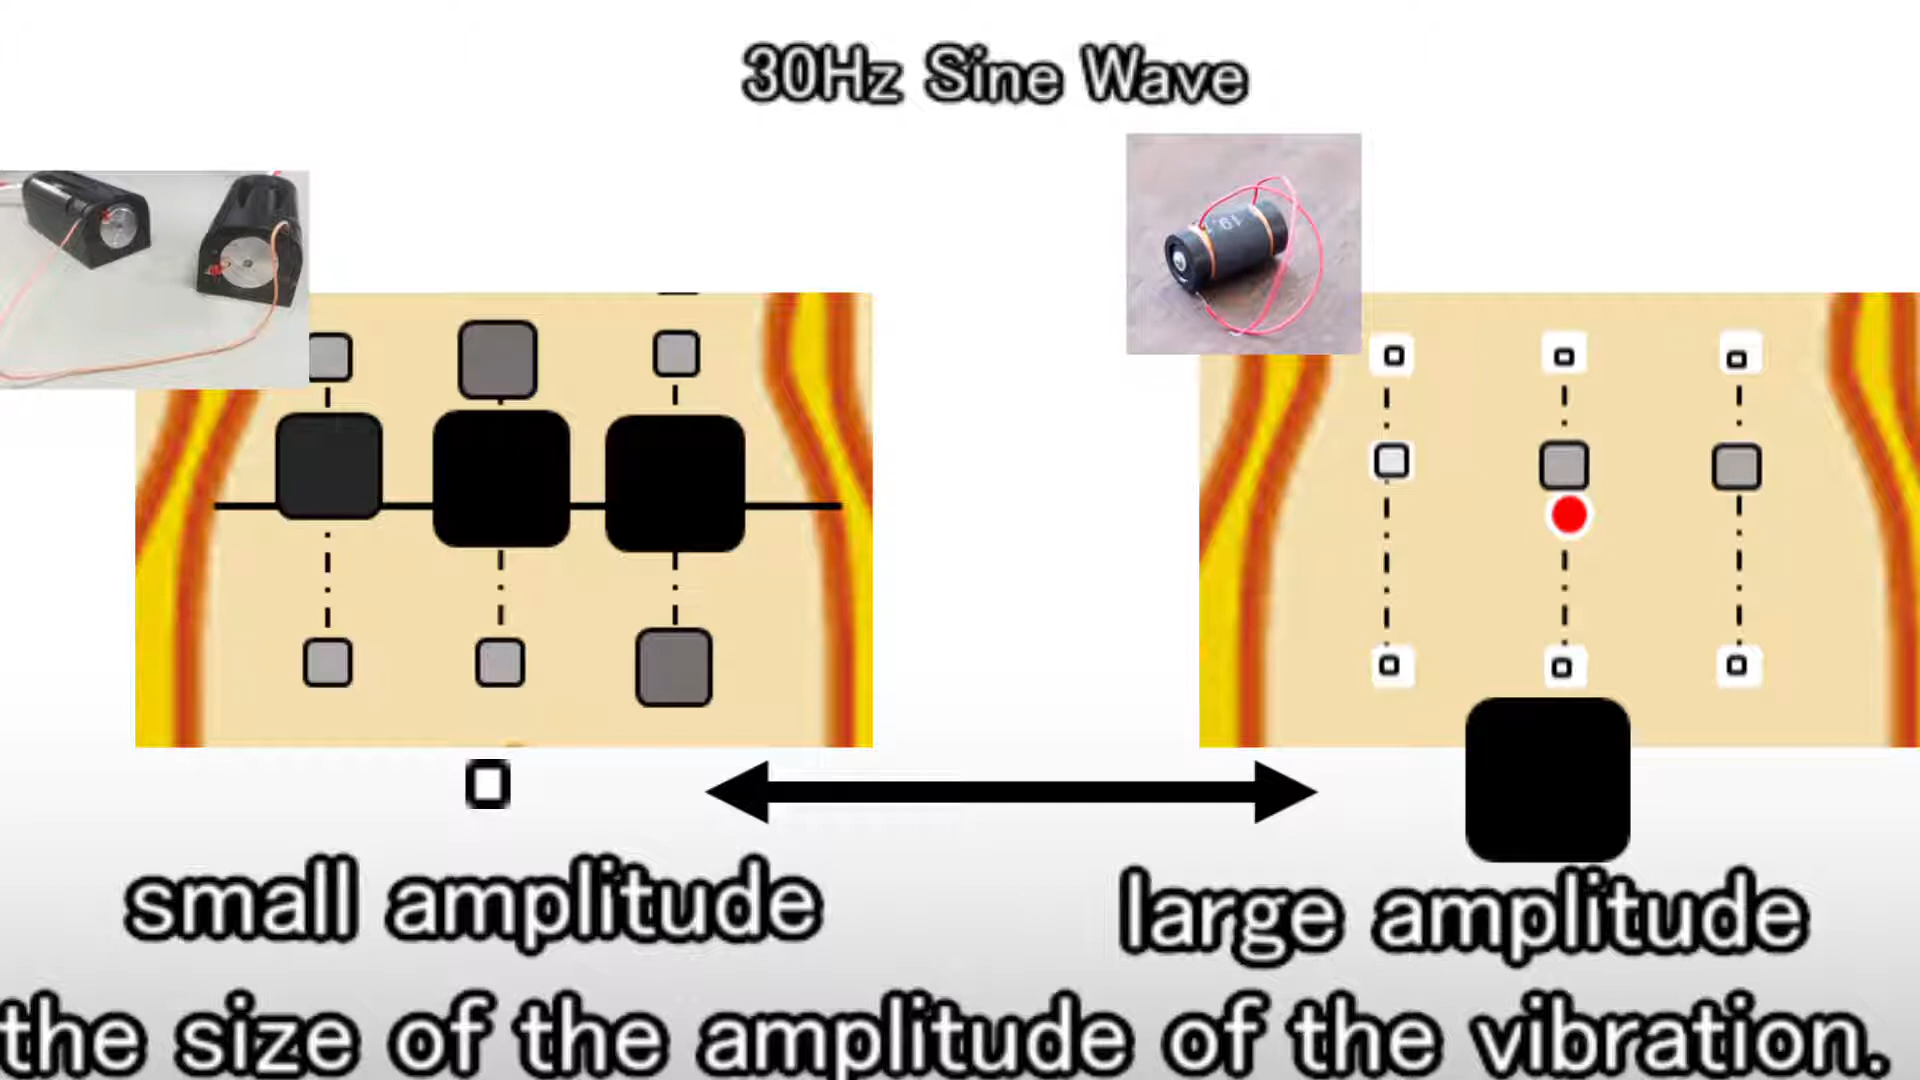 30Hz Sine Wave
small amplitude
large amplitude
the size of the amplitude of the vibration.